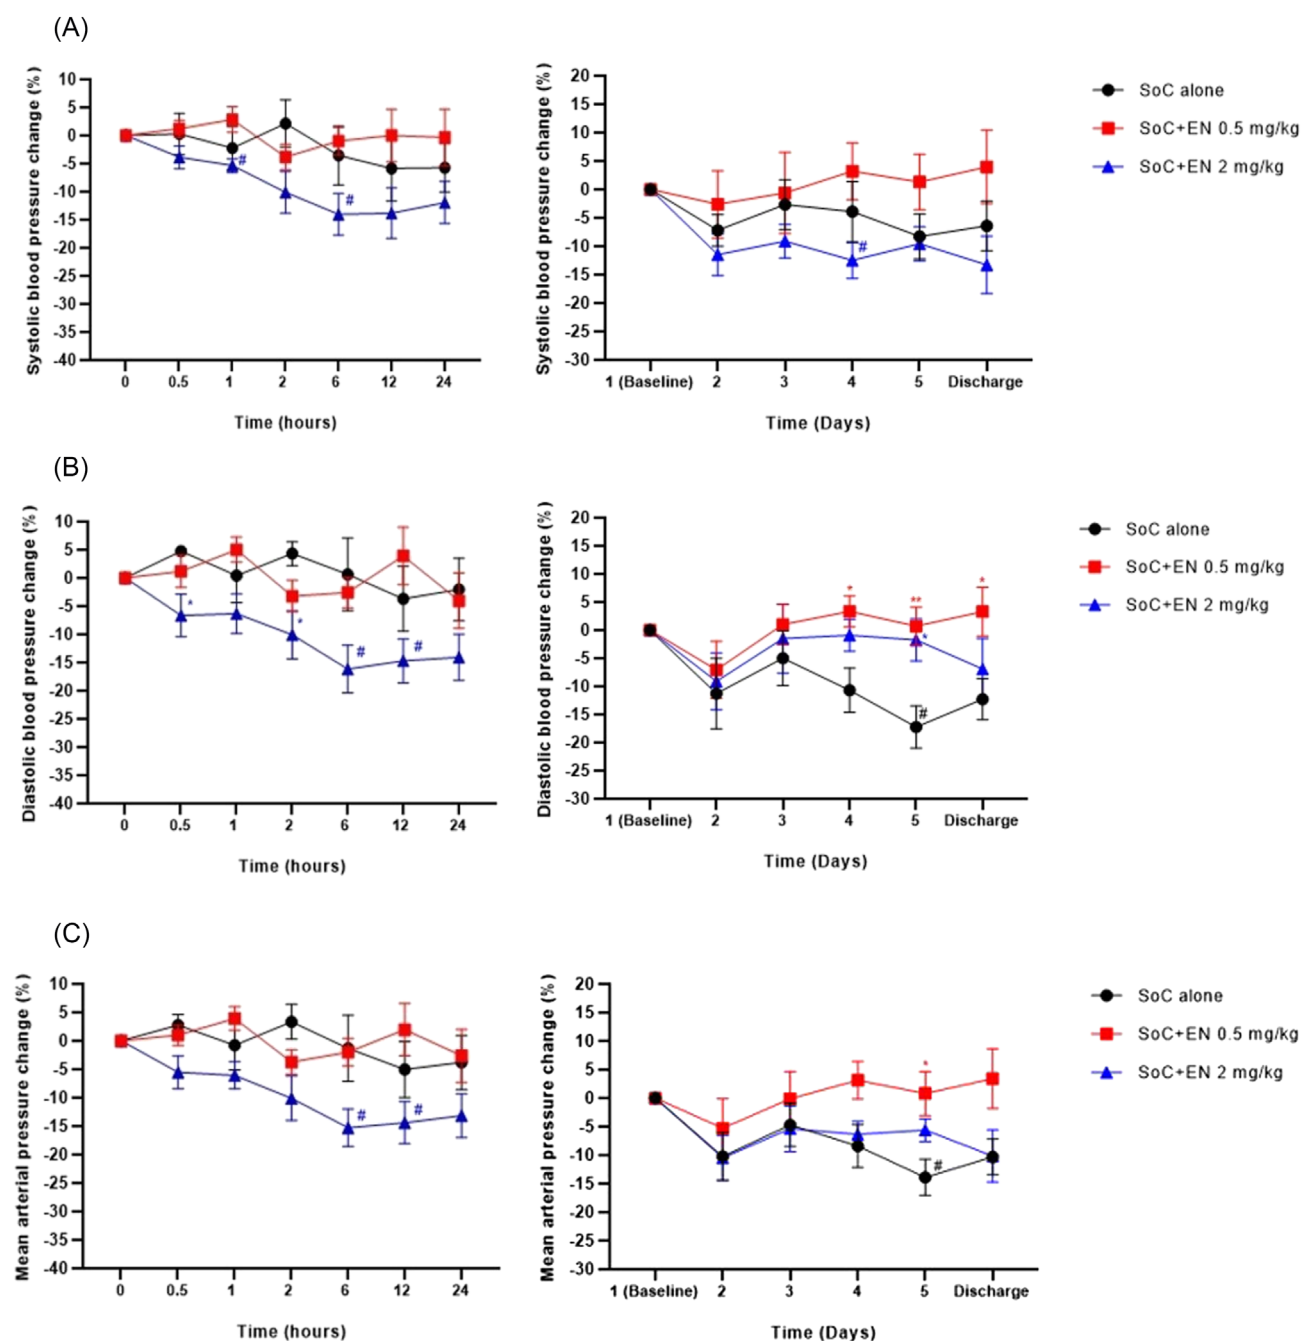 (A)
Systolic blood pressure change (%)
10
5
0
-5
-10
-15
-20
-25
-30
-35
-40
#
#
0 0.5 1 2 6 12 24
Time (hours)
Systolic blood pressure change (%)
20
15
10
5
0
-5
-10
-15
-20
-25
-30
#
1 (Baseline) 2 3 4 5 Discharge
Time (Days)
SoC alone
SoC+EN 0.5 mg/kg
SoC+EN 2 mg/kg
(B)
Diastolic blood pressure change (%)
10
5
0
-5
-10
-15
-20
-25
-30
-35
-40
*
*
#
#
0 0.5 1 2 6 12 24
Time (hours)
Diastolic blood pressure change (%)
20
15
10
5
0
-5
-10
-15
-20
-25
-30
*
**
*
*
#
1 (Baseline) 2 3 4 5 Discharge
Time (Days)
SoC alone
SoC+EN 0.5 mg/kg
SoC+EN 2 mg/kg
(C)
Mean arterial pressure change (%)
10
5
0
-5
-10
-15
-20
-25
-30
-35
-40
#
#
0 0.5 1 2 6 12 24
Time (hours)
Mean arterial pressure change (%)
20
15
10
5
0
-5
-10
-15
-20
-25
-30
*
#
1 (Baseline) 2 3 4 5 Discharge
Time (Days)
SoC alone
SoC+EN 0.5 mg/kg
SoC+EN 2 mg/kg